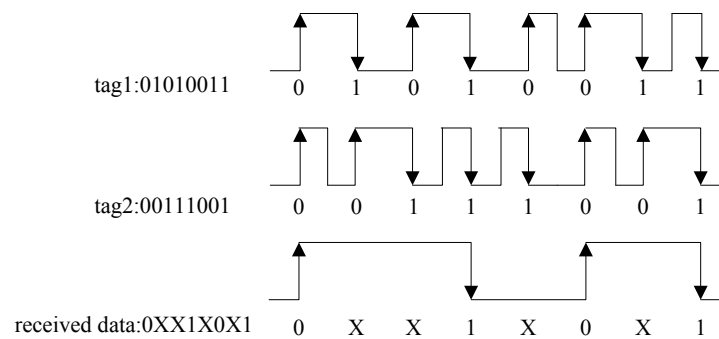 tag1:01010011 0 1 0 1 0 0 1 1
tag2:00111001 0 0 1 1 1 0 0 1
received data:0XX1X0X1 0 X X 1 X 0 X 1